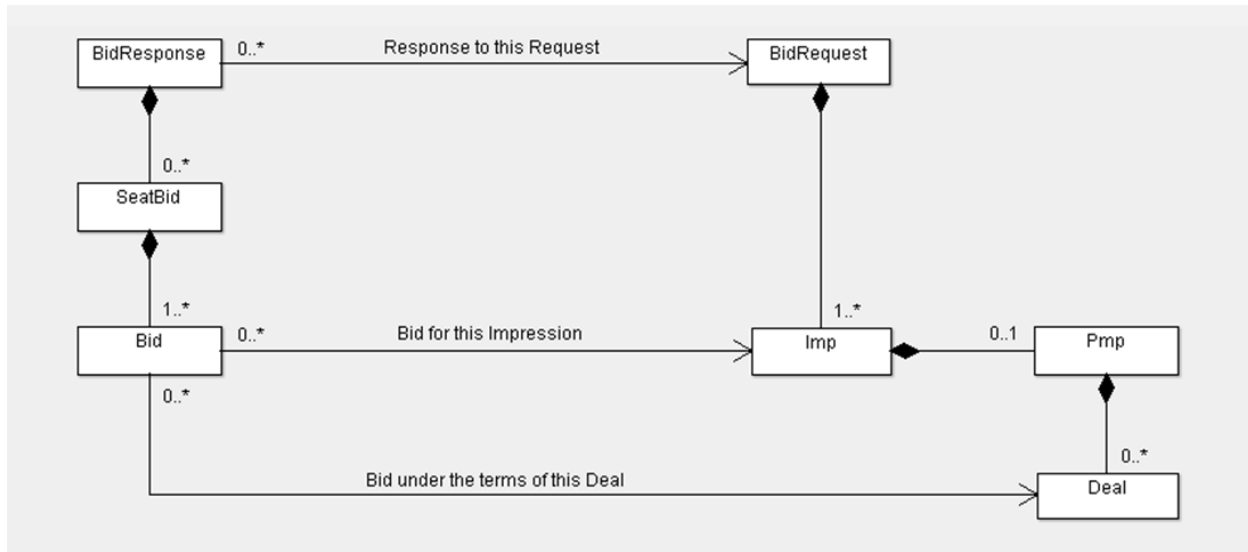 BidResponse
0..*
Response to this Request
BidRequest
0..*
SeatBid
1..*
1..*
Bid
0..*
Bid for this Impression
Imp
0..1
Pmp
0..*
0..*
Bid under the terms of this Deal
Deal